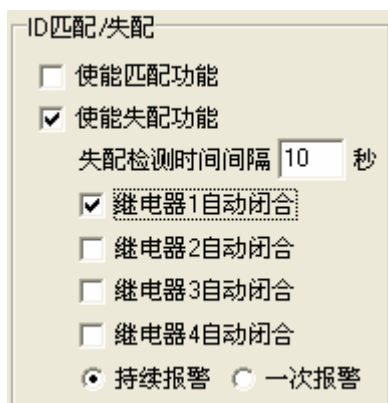 ID匹配/失配
使能匹配功能
使能失配功能
失配检测时间间隔 10 秒
继电器1自动闭合
继电器2自动闭合
继电器3自动闭合
继电器4自动闭合
持续报警 一次报警